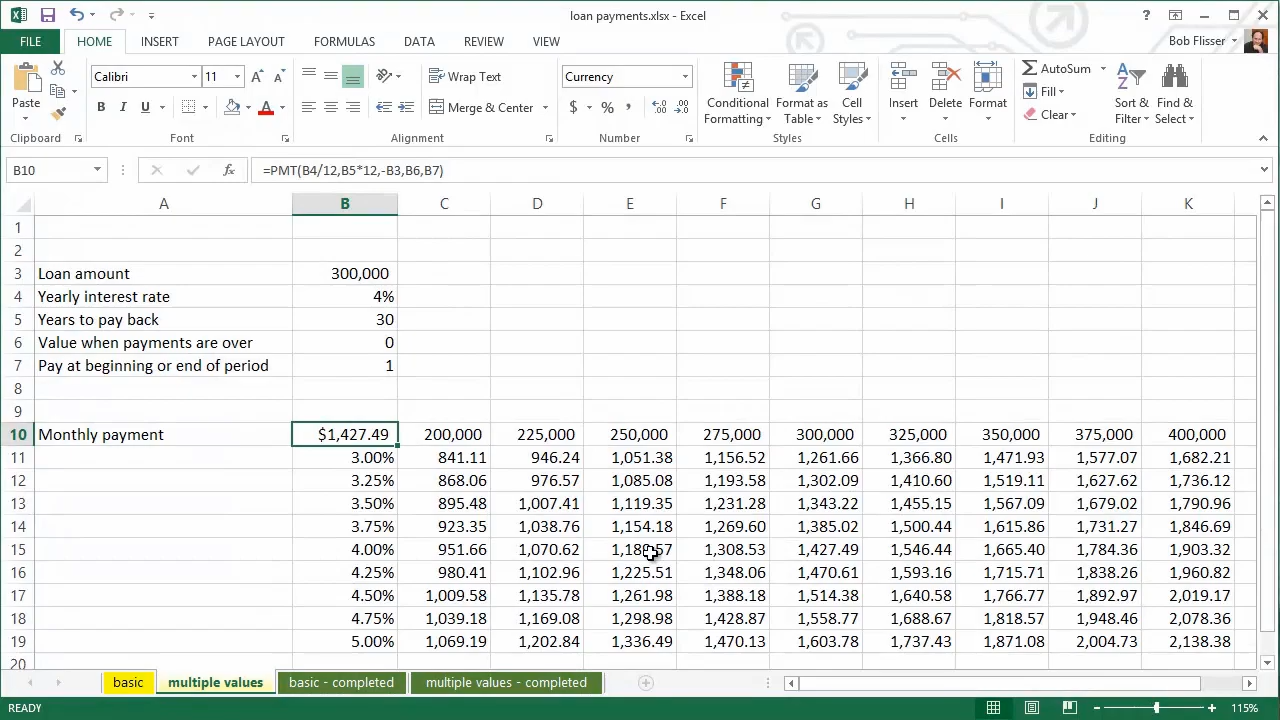 loan payments.xlsx - Excel
FILE HOME INSERT PAGE LAYOUT FORMULAS DATA REVIEW VIEW Bob Flisser
Calibri 11 Wrap Text Currency AutoSum
Paste Conditional Formatting Format as Table Cell Styles Insert Delete Format Fill Sort & Filter Find & Select
B I U Merge & Center $ % , Clear
Clipboard Font Alignment Number Styles Cells Editing
B10 fx =PMT(B4/12,B5*12,-B3,B6,B7)
A B C D E F G H I J K
1
2
3 Loan amount 300,000
4 Yearly interest rate 4%
5 Years to pay back 30
6 Value when payments are over 0
7 Pay at beginning or end of period 1
8
9
10 Monthly payment $1,427.49 200,000 225,000 250,000 275,000 300,000 325,000 350,000 375,000 400,000
11 3.00% 841.11 946.24 1,051.38 1,156.52 1,261.66 1,366.80 1,471.93 1,577.07 1,682.21
12 3.25% 868.06 976.57 1,085.08 1,193.58 1,302.09 1,410.60 1,519.11 1,627.62 1,736.12
13 3.50% 895.48 1,007.41 1,119.35 1,231.28 1,343.22 1,455.15 1,567.09 1,679.02 1,790.96
14 3.75% 923.35 1,038.76 1,154.18 1,269.60 1,385.02 1,500.44 1,615.86 1,731.27 1,846.69
15 4.00% 951.66 1,070.62 1,308.53 1,427.49 1,546.44 1,665.40 1,784.36 1,903.32
16 4.25% 980.41 1,102.96 1,225.51 1,348.06 1,470.61 1,593.16 1,715.71 1,838.26 1,960.82
17 4.50% 1,009.58 1,135.78 1,261.98 1,388.18 1,514.38 1,640.58 1,766.77 1,892.97 2,019.17
18 4.75% 1,039.18 1,169.08 1,298.98 1,428.87 1,558.77 1,688.67 1,818.57 1,948.46 2,078.36
19 5.00% 1,069.19 1,202.84 1,336.49 1,470.13 1,603.78 1,737.43 1,871.08 2,004.73 2,138.38
20
basic multiple values basic - completed multiple values - completed
READY 115%